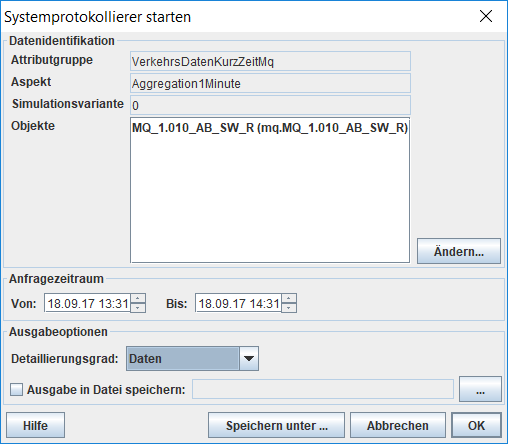 Systemprotokollierer starten
Datenidentifikation
Attributgruppe VerkehrsDatenKurzZeitMq
Aspekt Aggregation1Minute
Simulationsvariante 0
Objekte MQ_1.010_AB_SW_R (mq.MQ_1.010_AB_SW_R)
Ändern...
Anfragezeitraum
Von: 18.09.17 13:31 Bis: 18.09.17 14:31
Ausgabeoptionen
Detaillierungsgrad: Daten
Ausgabe in Datei speichern: ...
Hilfe Speichern unter ... Abbrechen OK